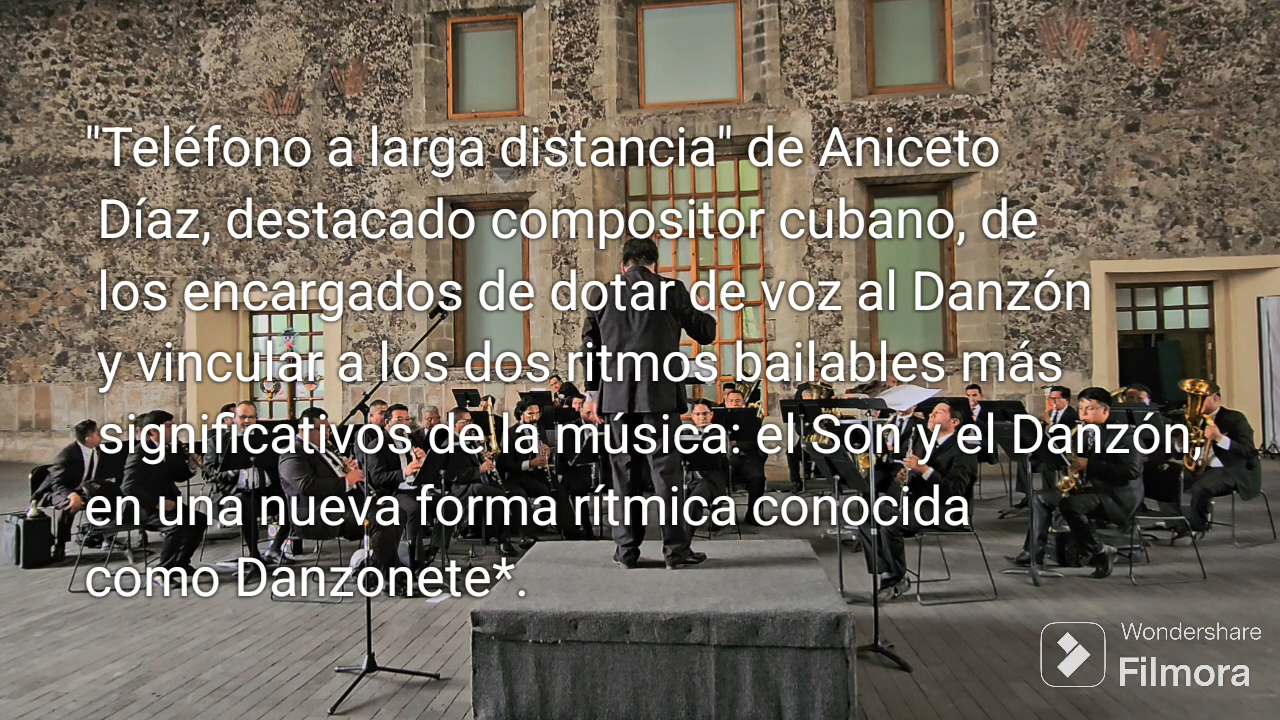 "Teléfono a larga distancia" de Aniceto
Díaz, destacado compositor cubano, de
los encargados de dotar de voz al Danzón
y vincular a los dos ritmos bailables más
significativos de la música: el Son y el Danzón,
en una nueva forma rítmica conocida
como Danzonete*.
Wondershare
Filmora